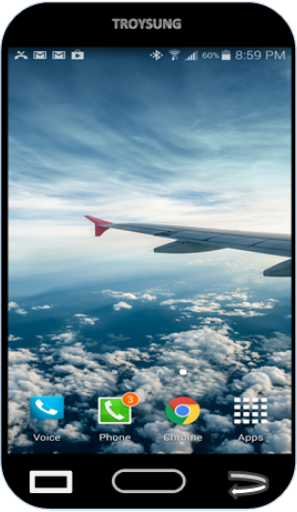 TROYSUNG
60% 8:59 PM
3
Voice Phone Chrome Apps